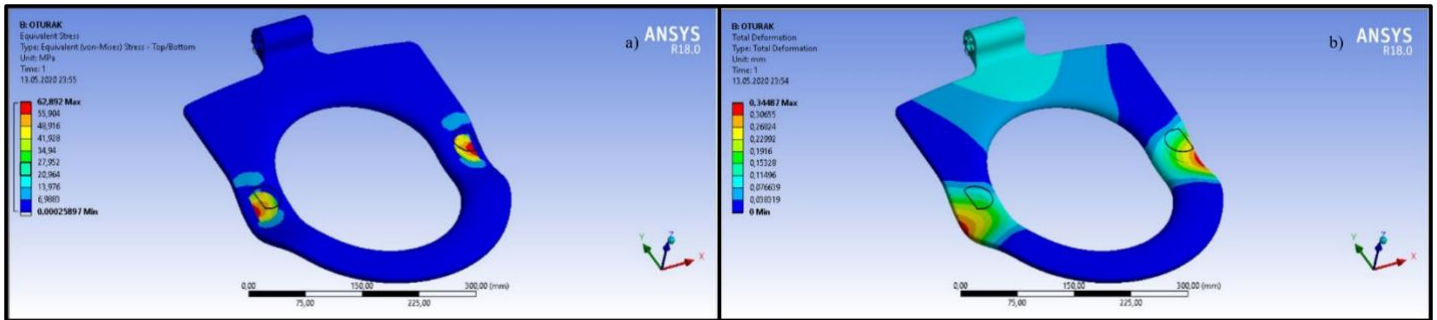 B: OTURAK
Equivalent Stress
Type: Equivalent (von-Mises) Stress - Top/Bottom
Unit: MPa
Time: 1
13.05.2020 23:55
62,892 Max
55,904
48,916
41,928
34,94
27,952
20,964
13,976
6,9883
0,00025897 Min
a)
ANSYS
R18.0
Y
Z
X
0,00
150,00
300,00 (mm)
75,00
225,00
B: OTURAK
Total Deformation
Type: Total Deformation
Unit: mm
Time: 1
13.05.2020 23:54
0,34487 Max
0,30655
0,26824
0,22992
0,1916
0,15328
0,11496
0,076639
0,038319
0 Min
b)
ANSYS
R18.0
Y
Z
X
0,00
150,00
300,00 (mm)
75,00
225,00